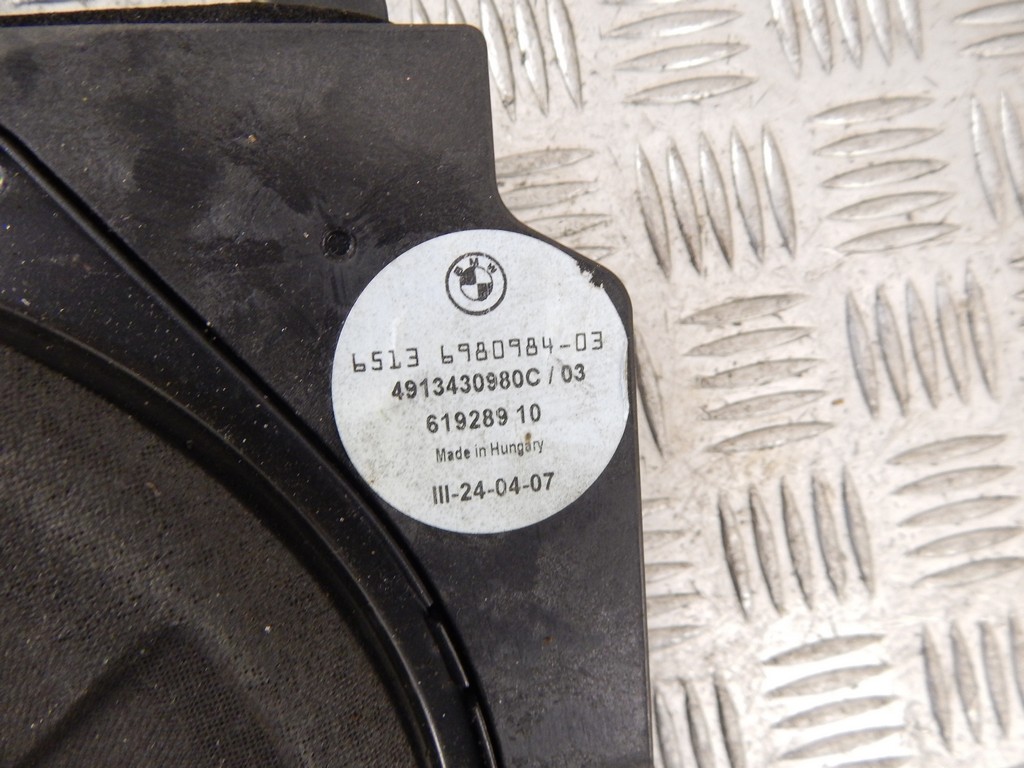 BMW
6513 6980984-03
4913430980C / 03
619289 10
Made in Hungary
III-24-04-07